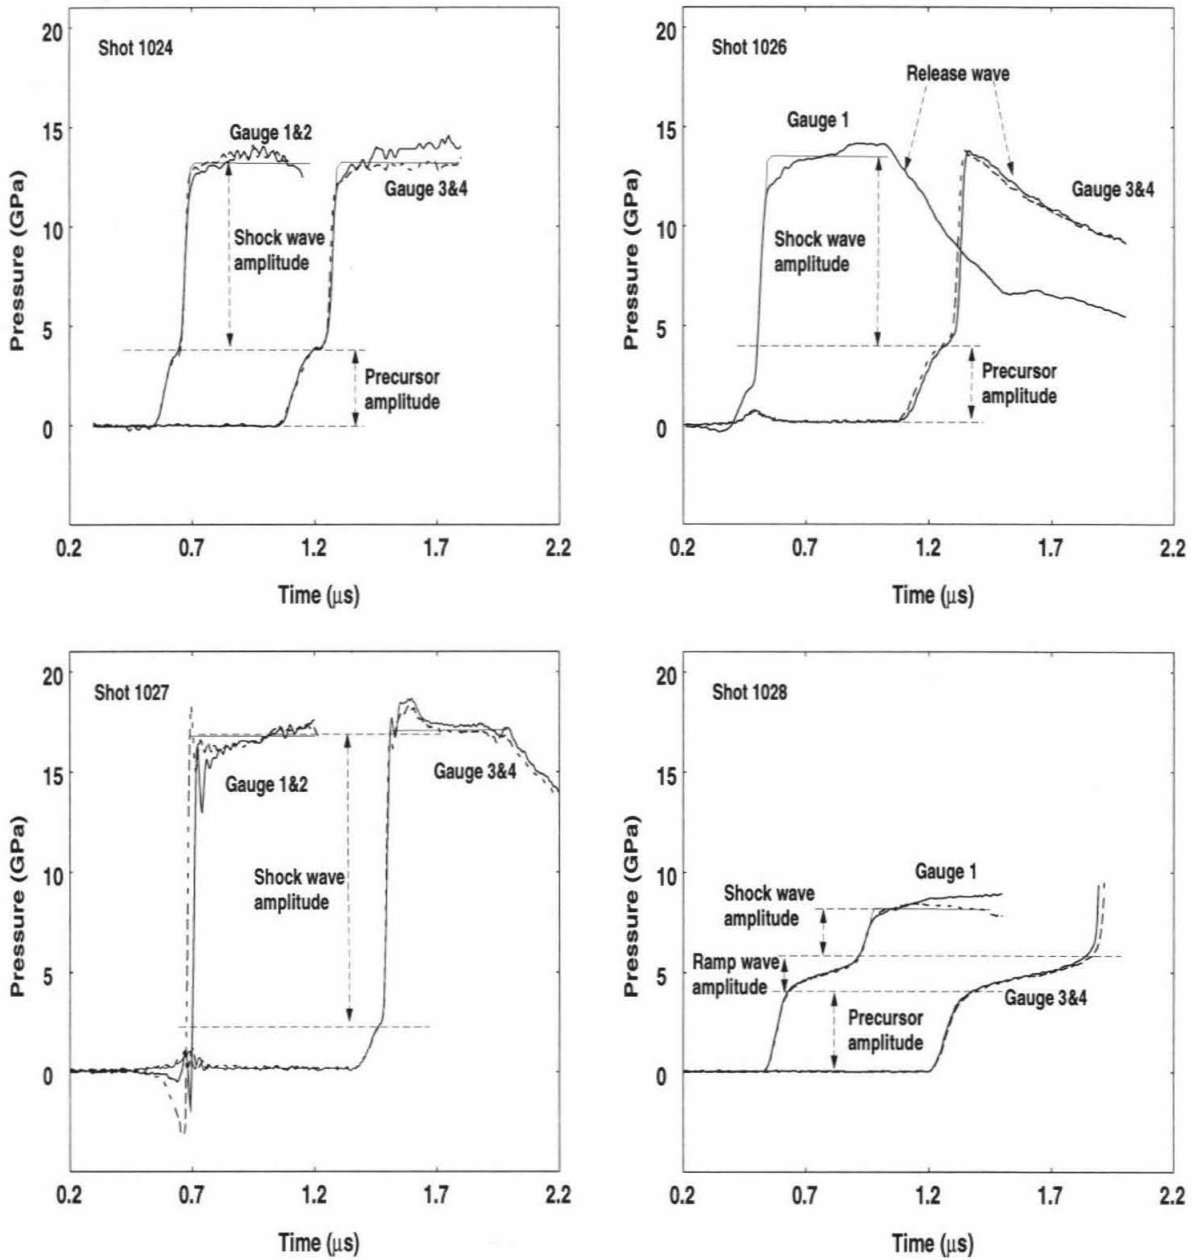 Shot 1024
Pressure (GPa)
20
15
10
5
0
Gauge 1&2
Gauge 3&4
Shock wave
amplitude
Precursor
amplitude
0.2 0.7 1.2 1.7 2.2
Time (μs)
Shot 1026
Pressure (GPa)
20
15
10
5
0
Release wave
Gauge 1
Gauge 3&4
Shock wave
amplitude
Precursor
amplitude
0.2 0.7 1.2 1.7 2.2
Time (μs)
Shot 1027
Pressure (GPa)
20
15
10
5
0
Gauge 1&2
Gauge 3&4
Shock wave
amplitude
0.2 0.7 1.2 1.7 2.2
Time (μs)
Shot 1028
Pressure (GPa)
20
15
10
5
0
Gauge 1
Shock wave
amplitude
Ramp wave
amplitude
Gauge 3&4
Precursor
amplitude
0.2 0.7 1.2 1.7 2.2
Time (μs)